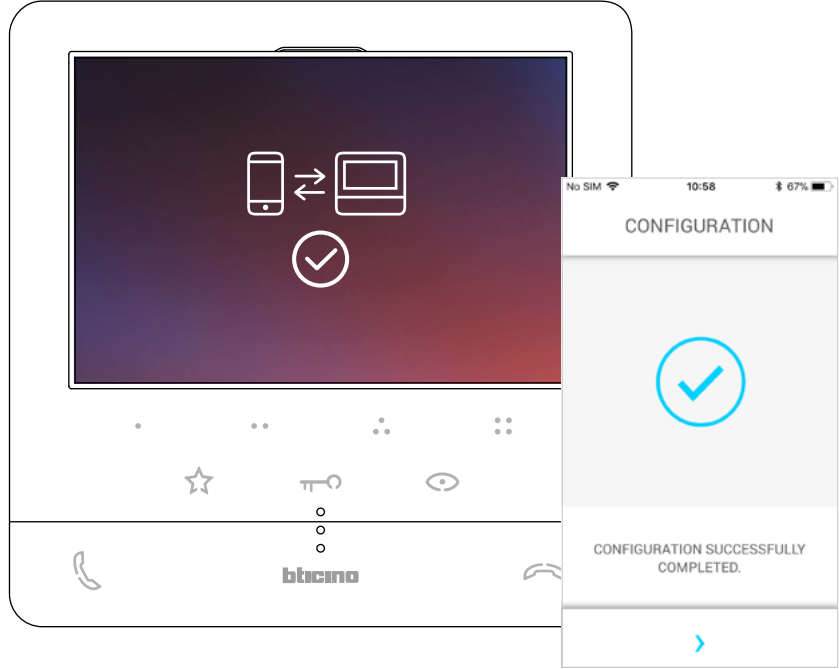 No SIM 10:58 67%
CONFIGURATION
CONFIGURATION SUCCESSFULLY
COMPLETED.
bticino